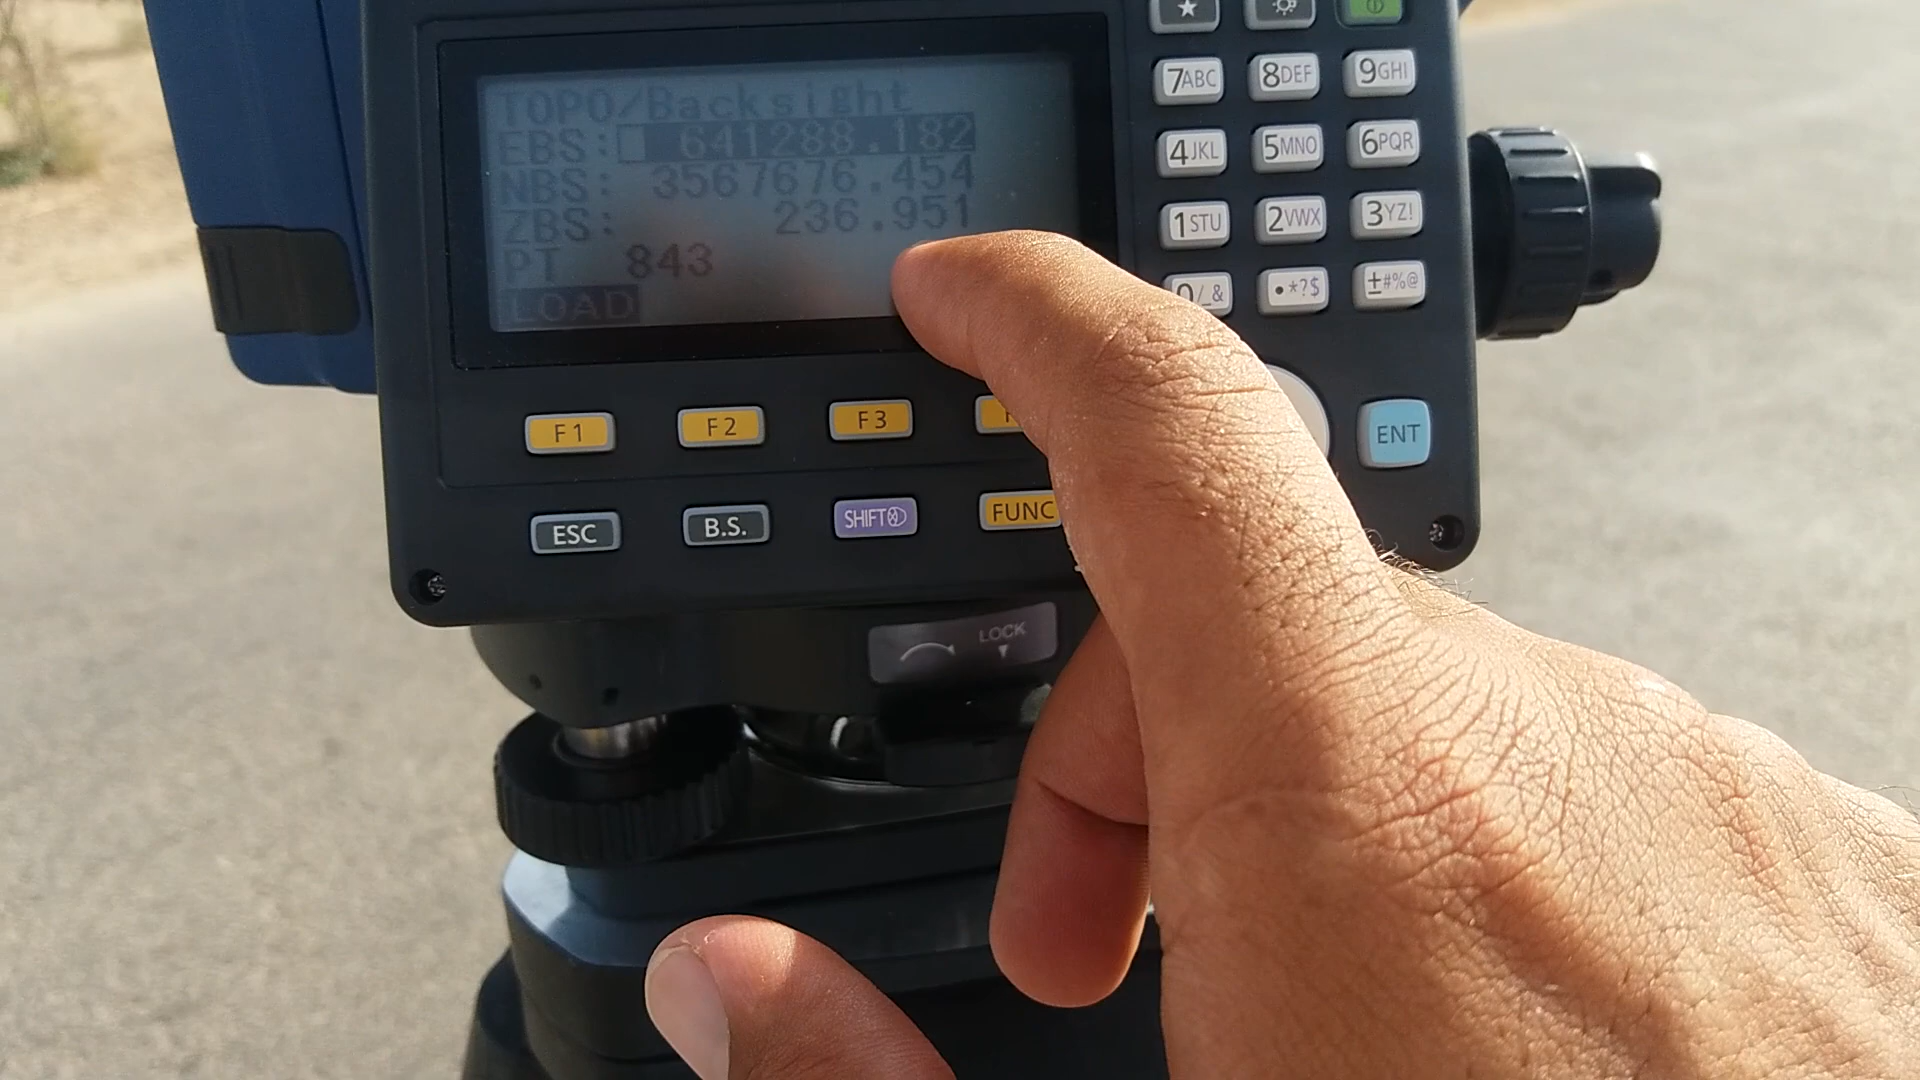 TOPO/Backsight
EBS: 641288.182
NBS: 3567676.454
ZBS: 236.951
PT 843
LOAD
★
7ABC 8DEF 9GHI
4JKL 5MNO 6PQR
1STU 2VWX 3YZ!
0/_& •*?$ ±#%@
F1 F2 F3
ENT
ESC B.S. SHIFT FUNC
LOCK